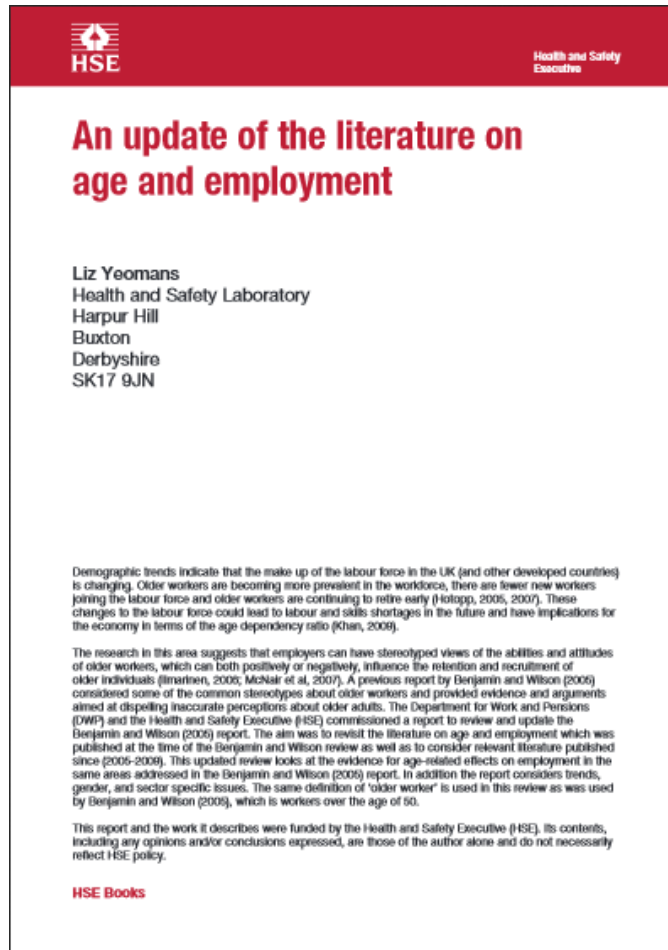 HSE
Health and Safety
Executive
An update of the literature on
age and employment
Liz Yeomans
Health and Safety Laboratory
Harpur Hill
Buxton
Derbyshire
SK17 9JN
Demographic trends indicate that the make up of the labour force in the UK (and other developed countries)
is changing. Older workers are becoming more prevalent in the workforce, there are fewer new workers
joining the labour force and older workers are continuing to retire early (Hotopp, 2005, 2007). These
changes to the labour force could lead to labour and skills shortages in the future and have implications for
the economy in terms of the age dependency ratio (Khan, 2009).
The research in this area suggests that employers can have stereotyped views of the abilities and attitudes
of older workers, which can both positively or negatively, influence the retention and recruitment of
older individuals (Ilmarinen, 2006; McNair et al, 2007). A previous report by Benjamin and Wilson (2005)
considered some of the common stereotypes about older workers and provided evidence and arguments
aimed at dispelling inaccurate perceptions about older adults. The Department for Work and Pensions
(DWP) and the Health and Safety Executive (HSE) commissioned a report to review and update the
Benjamin and Wilson (2005) report. The aim was to revisit the literature on age and employment which was
published at the time of the Benjamin and Wilson review as well as to consider relevant literature published
since (2005-2009). This updated review looks at the evidence for age-related effects on employment in the
same areas addressed in the Benjamin and Wilson (2005) report. In addition the report considers trends,
gender, and sector specific issues. The same definition of 'older worker' is used in this review as was used
by Benjamin and Wilson (2005), which is workers over the age of 50.
This report and the work it describes were funded by the Health and Safety Executive (HSE). Its contents,
including any opinions and/or conclusions expressed, are those of the author alone and do not necessarily
reflect HSE policy.
HSE Books